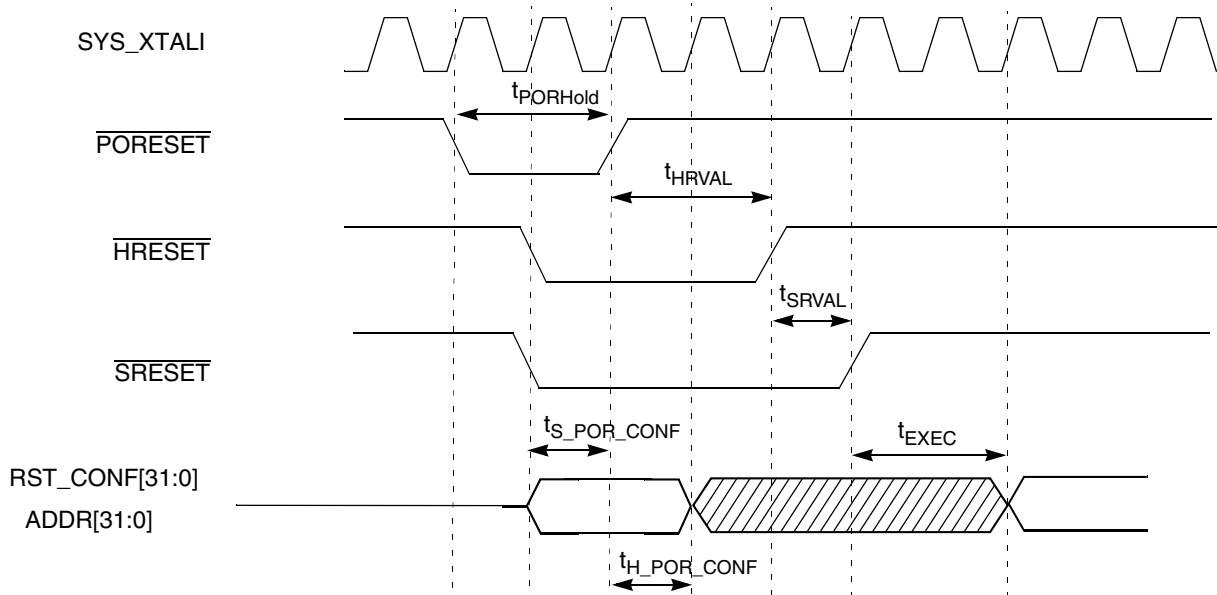 SYS_XTALI
tPORHold
PORESET
tHRVAL
HRESET
tSRVAL
SRESET
tS_POR_CONF
tEXEC
RST_CONF[31:0]
ADDR[31:0]
tH_POR_CONF